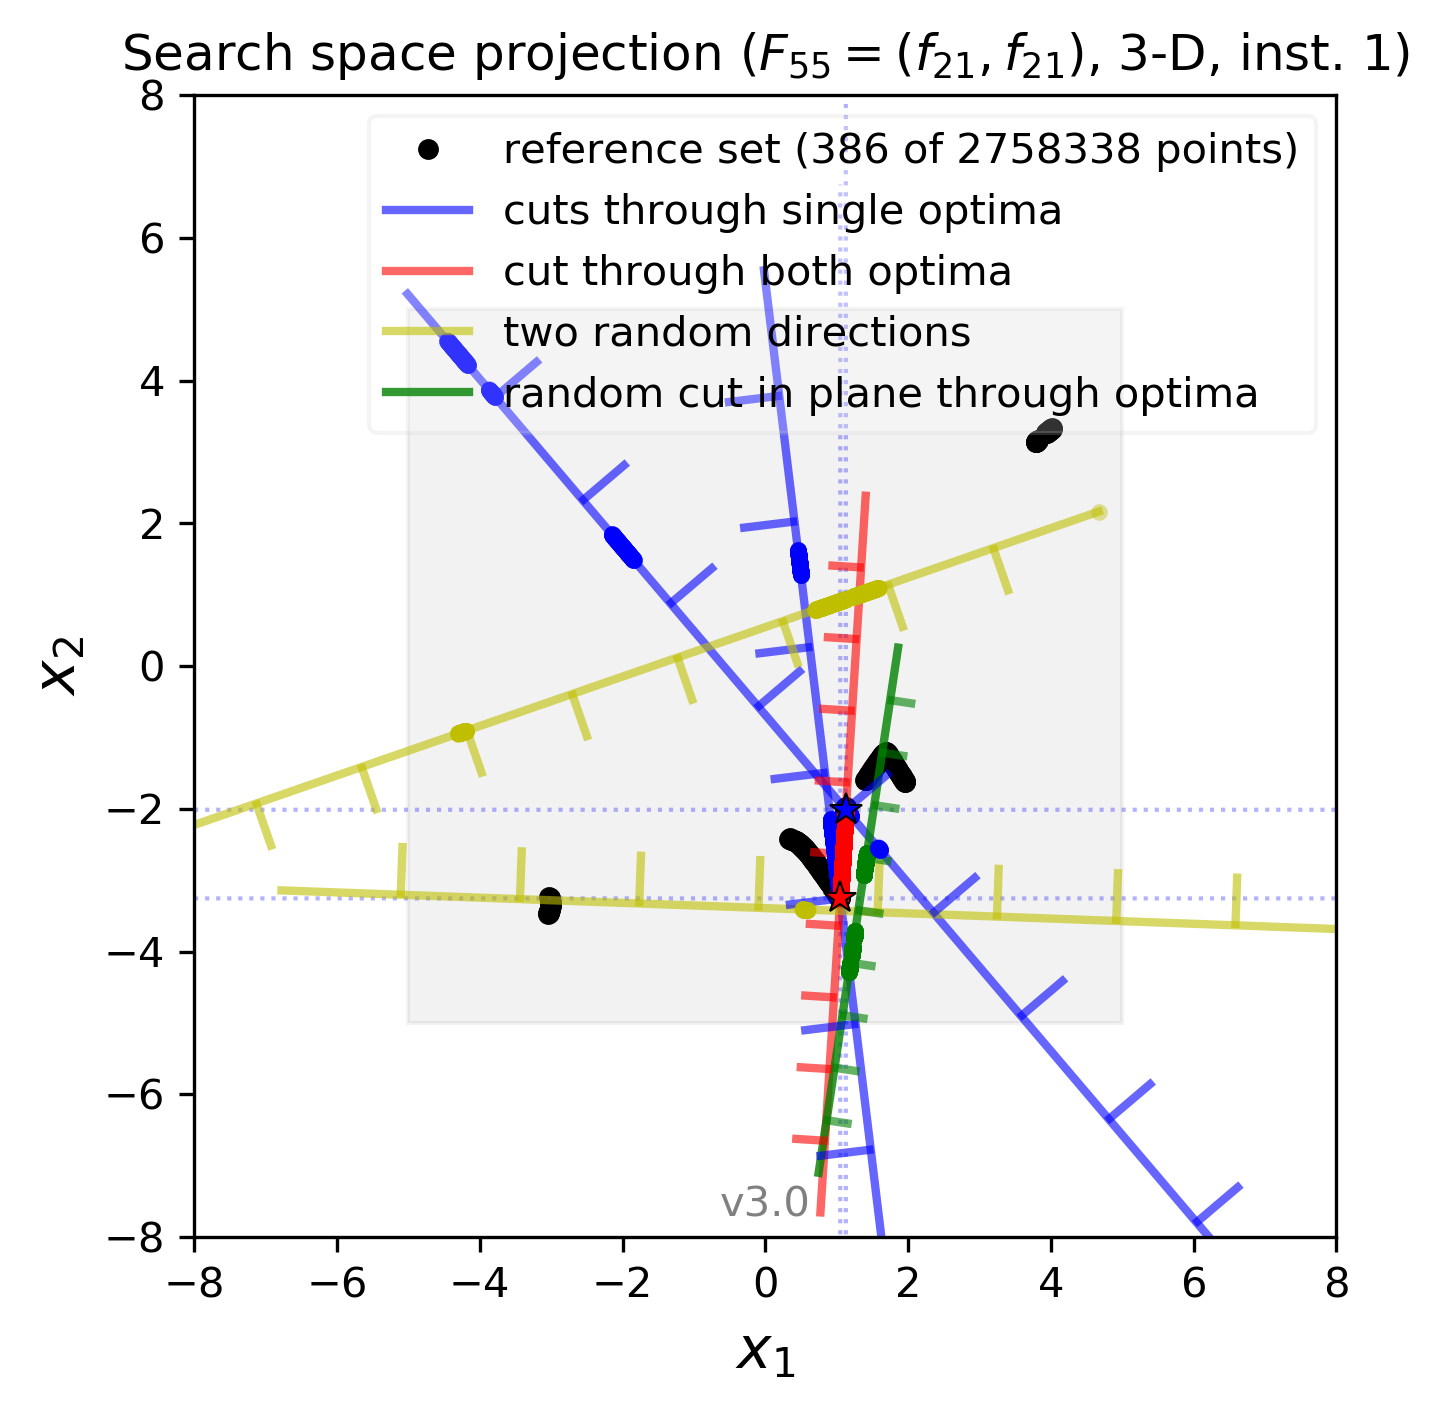 Search space projection (F55 = (f21, f21), 3-D, inst. 1)
reference set (386 of 2758338 points)
cuts through single optima
cut through both optima
two random directions
random cut in plane through optima
8
6
4
2
0
−2
−4
−6
−8
x2
v3.0
−8 −6 −4 −2 0 2 4 6 8
x1